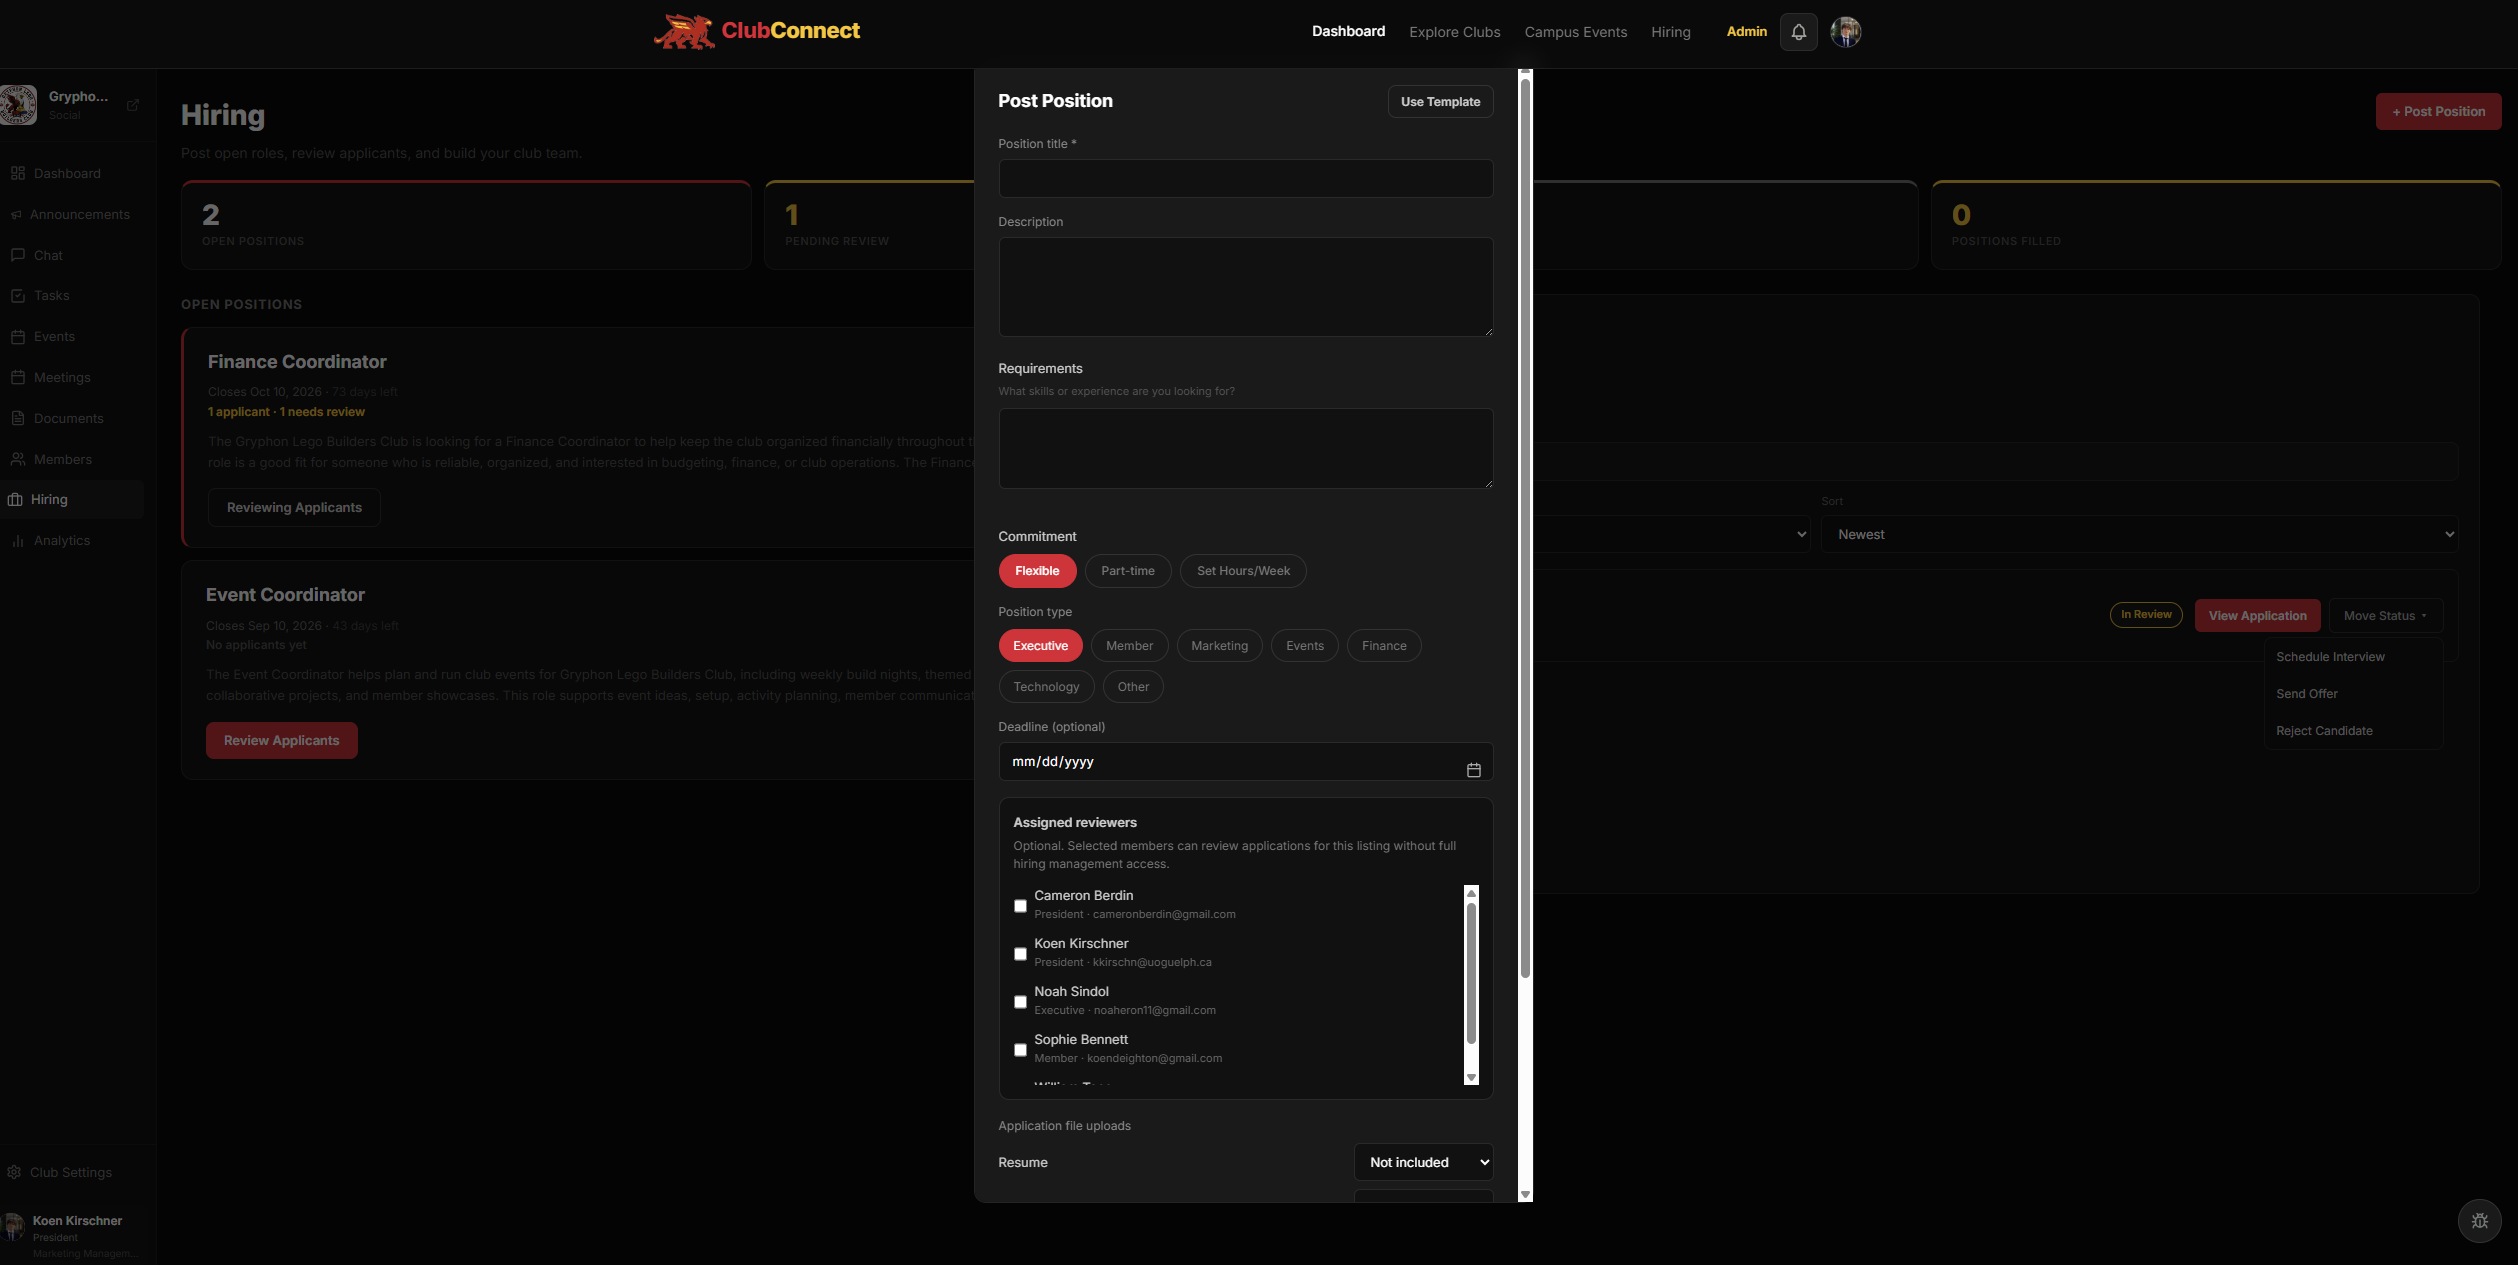 ClubConnect
Dashboard
Explore Clubs
Campus Events
Hiring
Admin
Grypho...
Social
Dashboard
Announcements
Chat
Tasks
Events
Meetings
Documents
Members
Hiring
Analytics
Club Settings
Koen Kirschner
President
Marketing Managem...
Hiring
Post open roles, review applicants, and build your club team.
+ Post Position
2
OPEN POSITIONS
1
PENDING REVIEW
0
POSITIONS FILLED
OPEN POSITIONS
Finance Coordinator
Closes Oct 10, 2026 · 73 days left
1 applicant · 1 needs review
The Gryphon Lego Builders Club is looking for a Finance Coordinator to help keep the club organized financially throughout
role is a good fit for someone who is reliable, organized, and interested in budgeting, finance, or club operations. The
Reviewing Applicants
Event Coordinator
Closes Sep 10, 2026 · 43 days left
No applicants yet
The Event Coordinator helps plan and run club events for Gryphon Lego Builders Club, including weekly build nights, themed
collaborative projects, and member showcases. This role supports event ideas, setup, activity planning, member
Review Applicants
Post Position
Use Template
Position title *
Description
Requirements
What skills or experience are you looking for?
Commitment
Flexible
Part-time
Set Hours/Week
Position type
Executive
Member
Marketing
Events
Finance
Technology
Other
Deadline (optional)
mm/dd/yyyy
Assigned reviewers
Optional. Selected members can review applications for this listing without full
hiring management access.
Cameron Berdin
President · cameronberdin@gmail.com
Koen Kirschner
President · kkirschn@uoguelph.ca
Noah Sindol
Executive · noaheron11@gmail.com
Sophie Bennett
Member · koendeighton@gmail.com
Application file uploads
Resume
Not included
Sort
Newest
In Review
View Application
Move Status
Schedule Interview
Send Offer
Reject Candidate